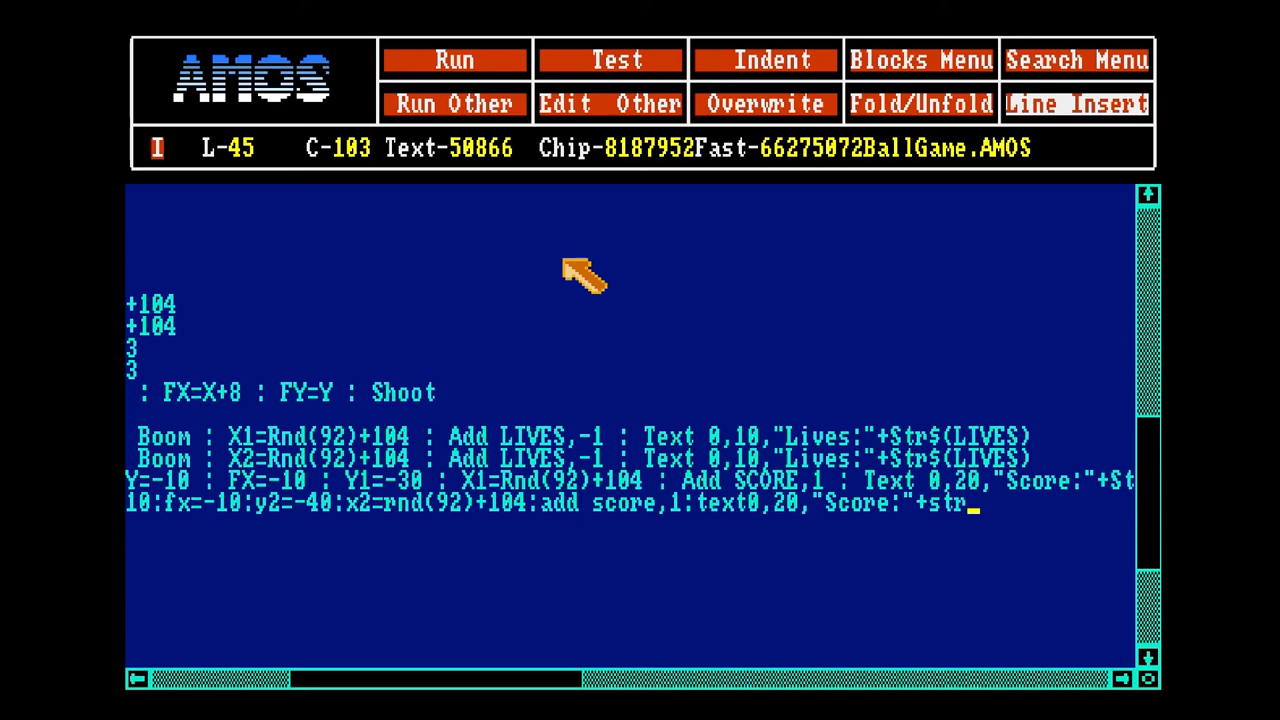 AMOS
Run Test Indent Blocks Menu Search Menu
Run Other Edit Other Overwrite Fold/Unfold Line Insert
I L-45 C-103 Text-50866 Chip-8187952Fast-66275072BallGame.AMOS
+104
+104
3
3
: FX=X+8 : FY=Y : Shoot
Boom : X1=Rnd(92)+104 : Add LIVES,-1 : Text 0,10,"Lives:"+Str$(LIVES)
Boom : X2=Rnd(92)+104 : Add LIVES,-1 : Text 0,10,"Lives:"+Str$(LIVES)
Y=-10 : FX=-10 : Y1=-30 : X1=Rnd(92)+104 : Add SCORE,1 : Text 0,20,"Score:"+St
10:fx=-10:y2=-40:x2=rnd(92)+104:add score,1:text0,20,"Score:"+str_